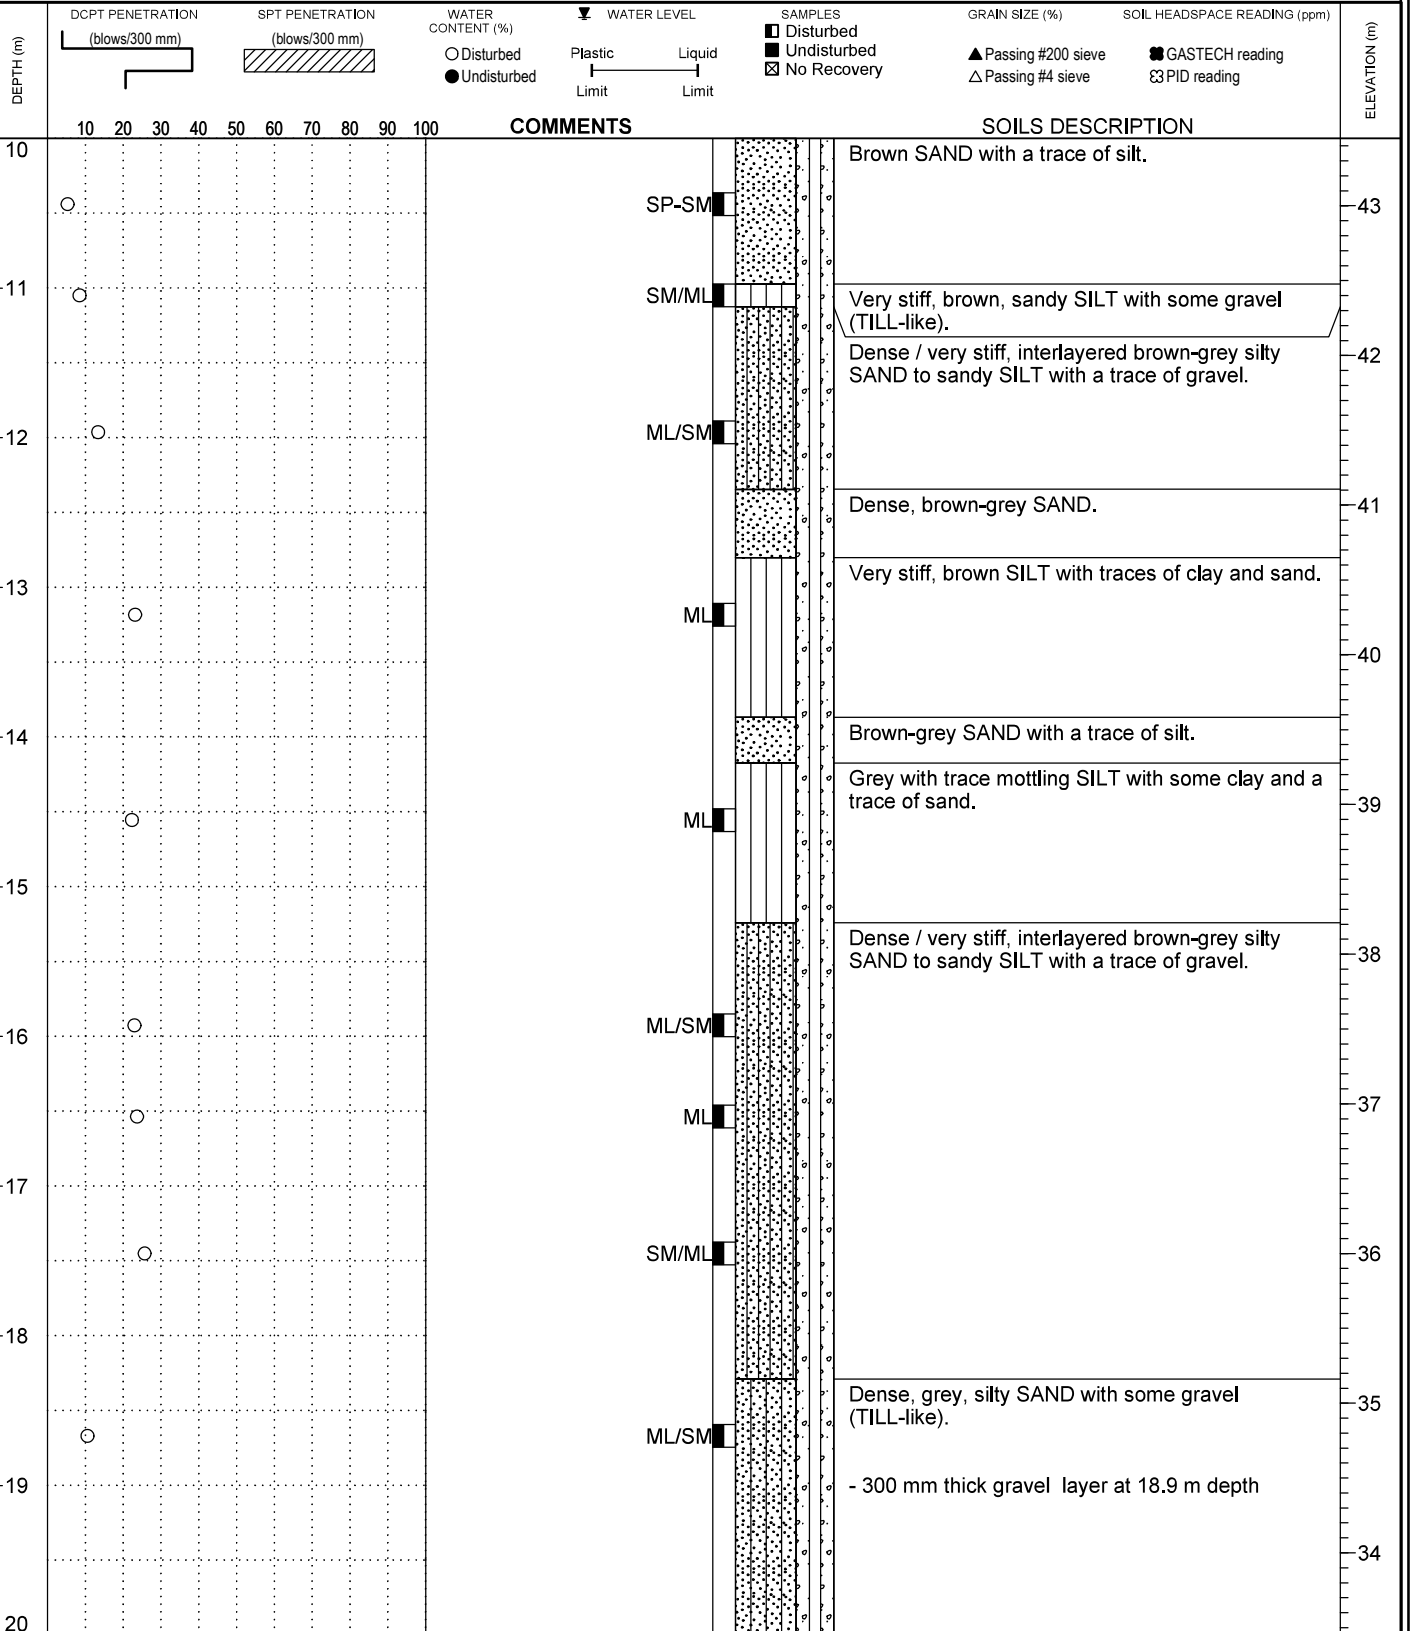 DEPTH (m)
DCPT PENETRATION
(blows/300 mm)
SPT PENETRATION
(blows/300 mm)
WATER
CONTENT (%)
Disturbed
Undisturbed
WATER LEVEL
Plastic Liquid
Limit Limit
SAMPLES
Disturbed
Undisturbed
No Recovery
GRAIN SIZE (%)
Passing #200 sieve
Passing #4 sieve
SOIL HEADSPACE READING (ppm)
GASTECH reading
PID reading
ELEVATION (m)
10 20 30 40 50 60 70 80 90 100
COMMENTS
SOILS DESCRIPTION
10
Brown SAND with a trace of silt.
SP-SM
43
11
SM/ML
Very stiff, brown, sandy SILT with some gravel
(TILL-like).
Dense / very stiff, interlayered brown-grey silty
SAND to sandy SILT with a trace of gravel.
42
12
ML/SM
Dense, brown-grey SAND.
41
13
Very stiff, brown SILT with traces of clay and sand.
ML
40
14
Brown-grey SAND with a trace of silt.
Grey with trace mottling SILT with some clay and a
trace of sand.
39
ML
15
Dense / very stiff, interlayered brown-grey silty
SAND to sandy SILT with a trace of gravel.
38
16
ML/SM
ML
37
17
SM/ML
36
18
Dense, grey, silty SAND with some gravel
(TILL-like).
35
ML/SM
19
- 300 mm thick gravel layer at 18.9 m depth
34
20